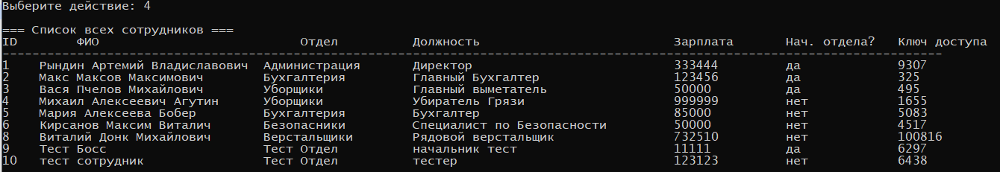 Выберите действие: 4
=== Список всех сотрудников ===
ID ФИО Отдел Должность Зарплата Нач. отдела? Ключ доступа
------------------------------------------------------------------------------------------------------------------------------
1 Рындин Артемий Владиславович Администрация Директор 333444 да 9307
2 Макс Максов Максимович Бухгалтерия Главный Бухгалтер 123456 да 325
3 Вася Пчелов Михайлович Уборщики Главный выметатель 50000 да 495
4 Михаил Алексеевич Агутин Уборщики Убиратель Грязи 999999 нет 1655
5 Мария Алексеева Бобер Бухгалтерия Бухгалтер 85000 нет 5083
6 Кирсанов Максим Виталич Безопасники Специалист по Безопасности 50000 нет 4517
8 Виталий Донк Михайлович Верстальщики Рядовой верстальщик 732510 нет 100816
9 Тест Босс Тест Отдел начальник тест 11111 да 6297
10 тест сотрудник Тест Отдел тестер 123123 нет 6438